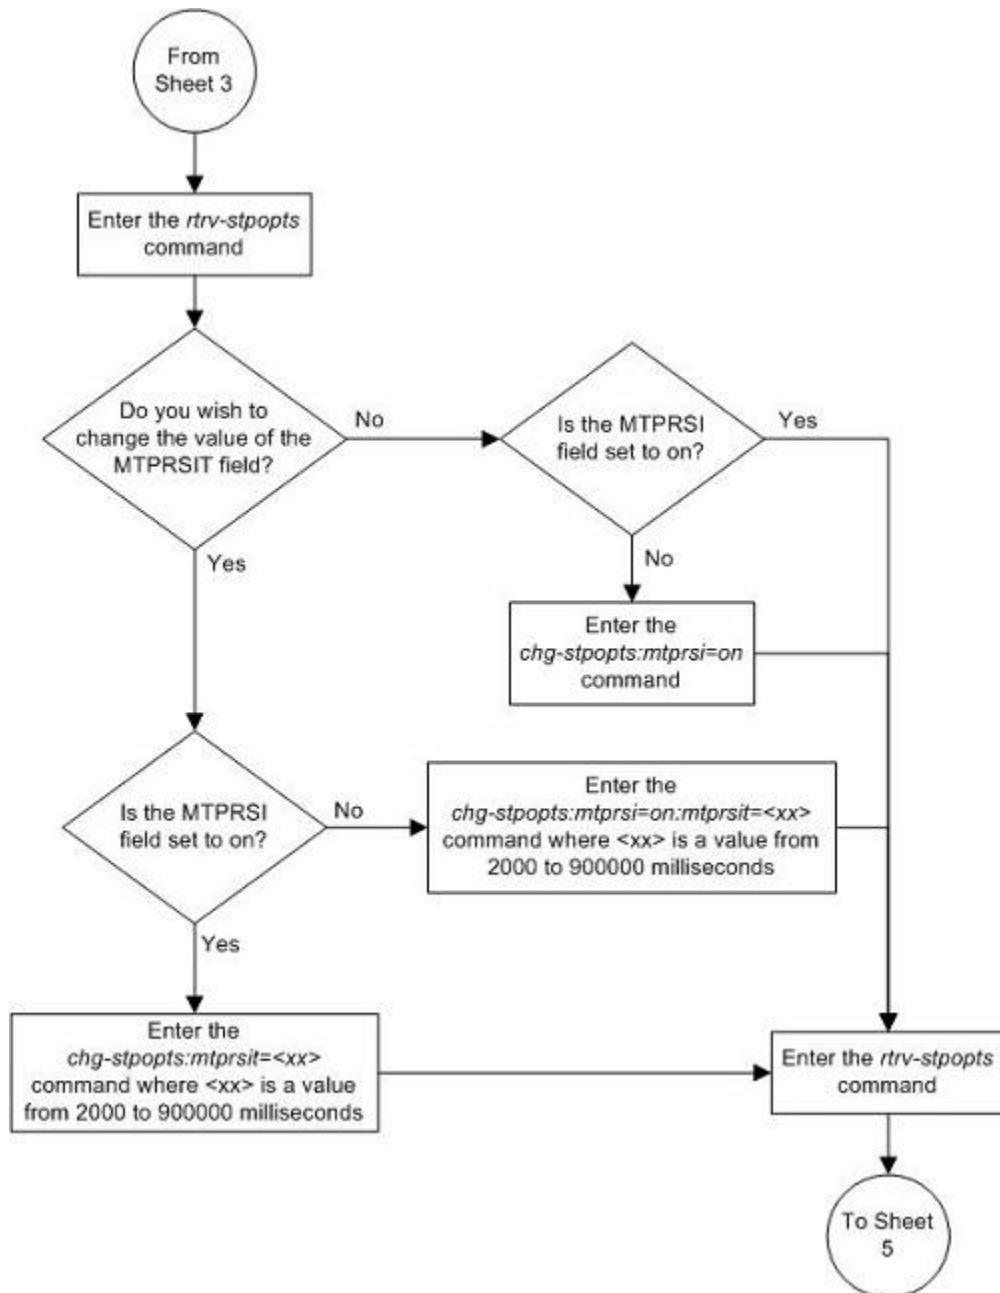 From
Sheet 3
Enter the rtrv-stpopts
command
Do you wish to
change the value of the
MTPRSIT field?
No
Is the MTPRSI
field set to on?
Yes
Yes
No
Enter the
chg-stpopts:mtprsi=on
command
Is the MTPRSI
field set to on?
No
Enter the
chg-stpopts:mtprsi=on:mtprsit=<xx>
command where <xx> is a value from
2000 to 900000 milliseconds
Yes
Enter the
chg-stpopts:mtprsit=<xx>
command where <xx> is a value
from 2000 to 900000 milliseconds
Enter the rtrv-stpopts
command
To Sheet
5